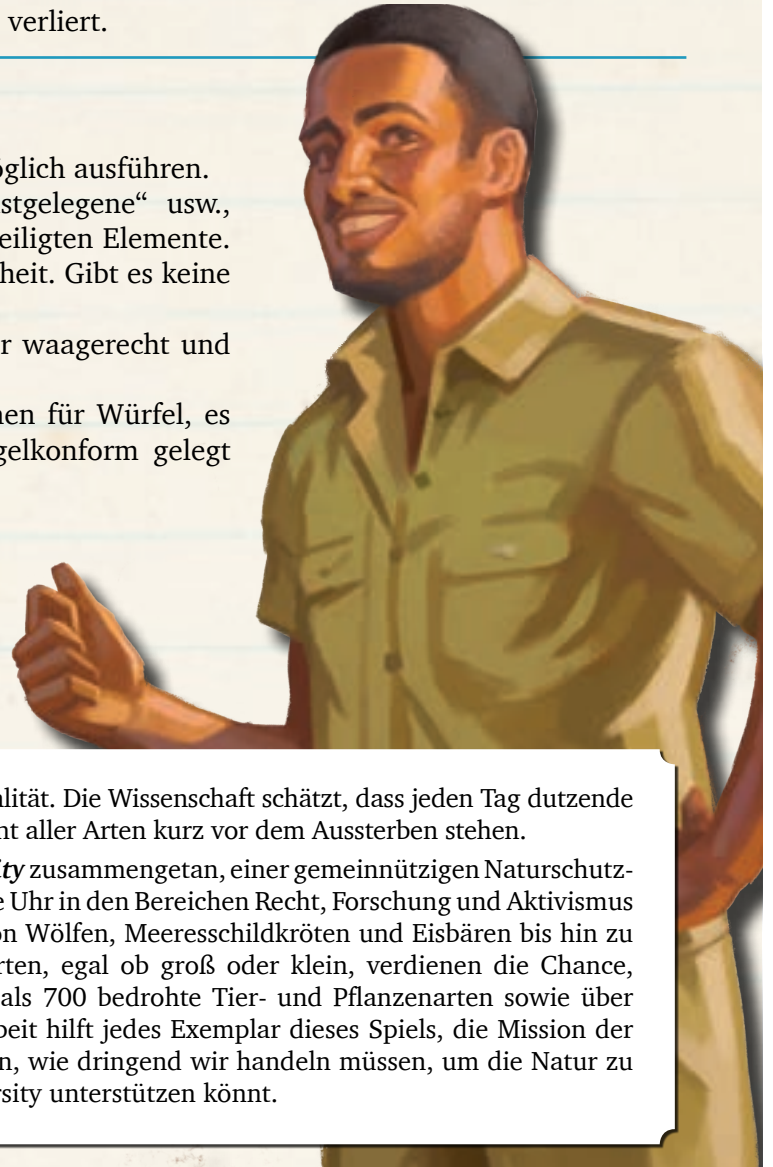 verliert.
öglich ausführen.
stgelegene“ usw.,
eiligten Elemente.
heit. Gibt es keine
r waagerecht und
en für Würfel, es
gelkonform gelegt
lität. Die Wissenschaft schätzt, dass jeden Tag dutzende
nt aller Arten kurz vor dem Aussterben stehen.
ity zusammengetan, einer gemeinnützigen Naturschutz-
e Uhr in den Bereichen Recht, Forschung und Aktivismus
on Wölfen, Meeresschildkröten und Eisbären bis hin zu
rten, egal ob groß oder klein, verdienen die Chance,
als 700 bedrohte Tier- und Pflanzenarten sowie über
beit hilft jedes Exemplar dieses Spiels, die Mission der
n, wie dringend wir handeln müssen, um die Natur zu
rsity unterstützen könnt.